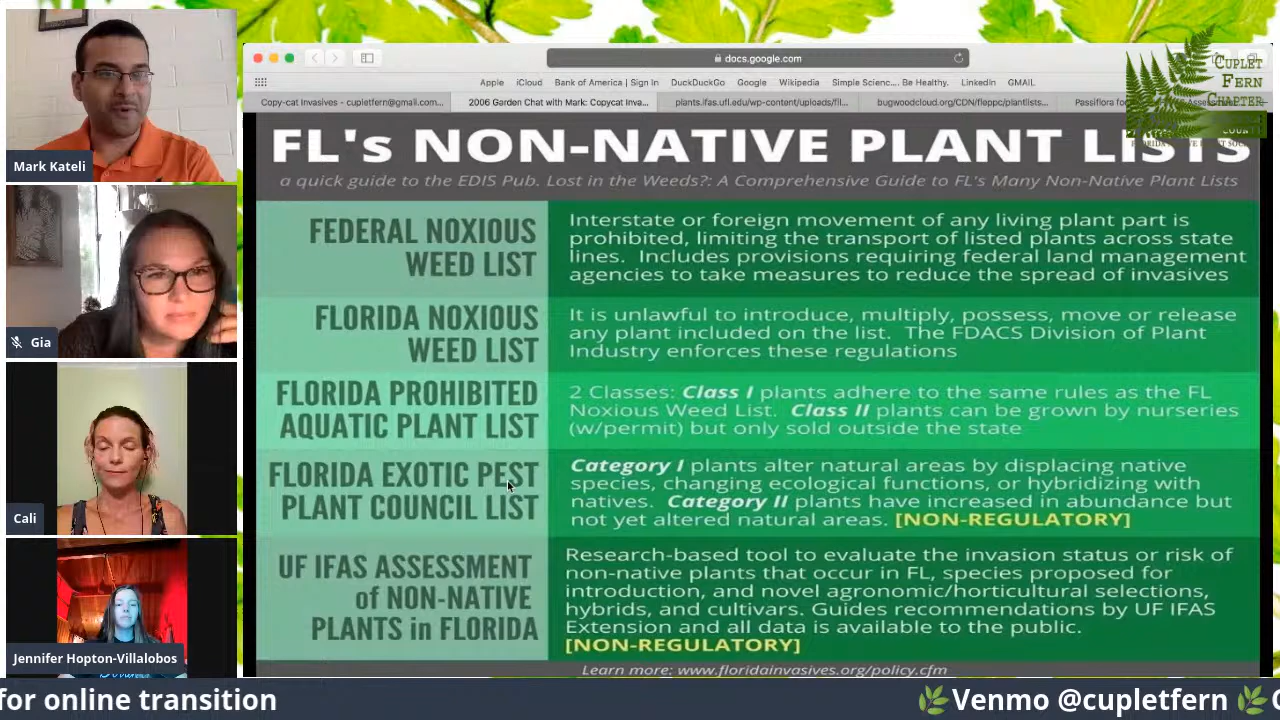 Mark Kateli
Gia
Cali
Jennifer Hopton-Villalobos
docs.google.com
Apple iCloud Bank of America | Sign In DuckDuckGo Google Wikipedia Simple Scienc... Be Healthy. LinkedIn GMAIL
Copy-cat Invasives - cupletfern@gmail.com... 2006 Garden Chat with Mark: Copycat Inva... plants.ifas.ufl.edu/wp-content/uploads/fil... bugwoodcloud.org/CDN/fleppc/plantlists... Passiflora
CUPLET
FERN
CHAPTER
FL's NON-NATIVE PLANT LISTS
a quick guide to the EDIS Pub. Lost in the Weeds?: A Comprehensive Guide to FL's Many Non-Native Plant Lists
FEDERAL NOXIOUS
WEED LIST
Interstate or foreign movement of any living plant part is
prohibited, limiting the transport of listed plants across state
lines. Includes provisions requiring federal land management
agencies to take measures to reduce the spread of invasives
FLORIDA NOXIOUS
WEED LIST
It is unlawful to introduce, multiply, possess, move or release
any plant included on the list. The FDACS Division of Plant
Industry enforces these regulations
FLORIDA PROHIBITED
AQUATIC PLANT LIST
2 Classes: Class I plants adhere to the same rules as the FL
Noxious Weed List. Class II plants can be grown by nurseries
(w/permit) but only sold outside the state
FLORIDA EXOTIC PEST
PLANT COUNCIL LIST
Category I plants alter natural areas by displacing native
species, changing ecological functions, or hybridizing with
natives. Category II plants have increased in abundance but
not yet altered natural areas. [NON-REGULATORY]
UF IFAS ASSESSMENT
of NON-NATIVE
PLANTS in FLORIDA
Research-based tool to evaluate the invasion status or risk of
non-native plants that occur in FL, species proposed for
introduction, and novel agronomic/horticultural selections,
hybrids, and cultivars. Guides recommendations by UF IFAS
Extension and all data is available to the public.
[NON-REGULATORY]
Learn more: www.floridainvasives.org/policy.cfm
for online transition Venmo @cupletfern